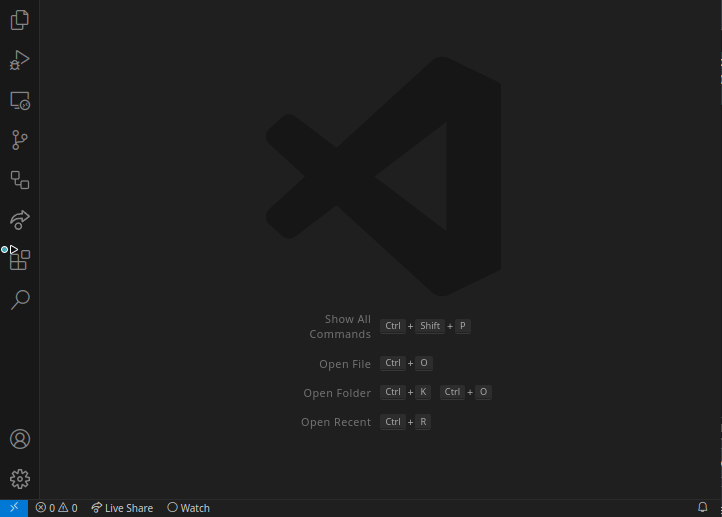 Show All
Commands
Ctrl + Shift + P
Open File
Ctrl + O
Open Folder
Ctrl + K Ctrl + O
Open Recent
Ctrl + R
0 0 Live Share Watch